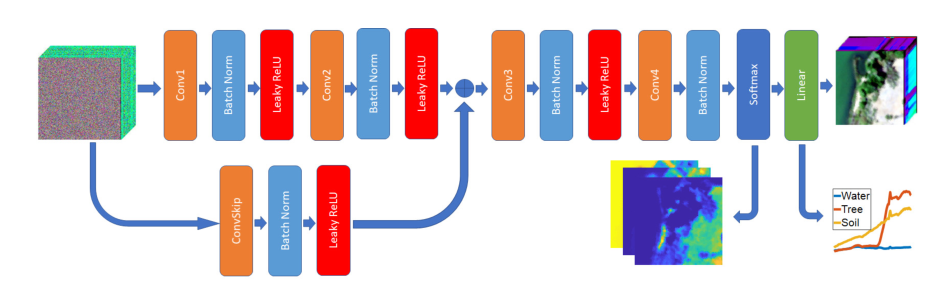 Conv1
Batch Norm
Leaky ReLU
Conv2
Batch Norm
Leaky ReLU
Conv3
Batch Norm
Leaky ReLU
Conv4
Batch Norm
Softmax
Linear
ConvSkip
Batch Norm
Leaky ReLU
Water
Tree
Soil